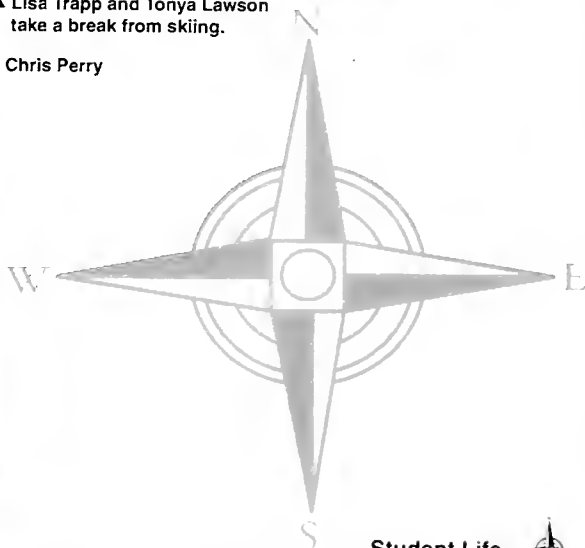 Lisa Trapp and Tonya Lawson
take a break from skiing.
Chris Perry
N
W
E
S
Student Life